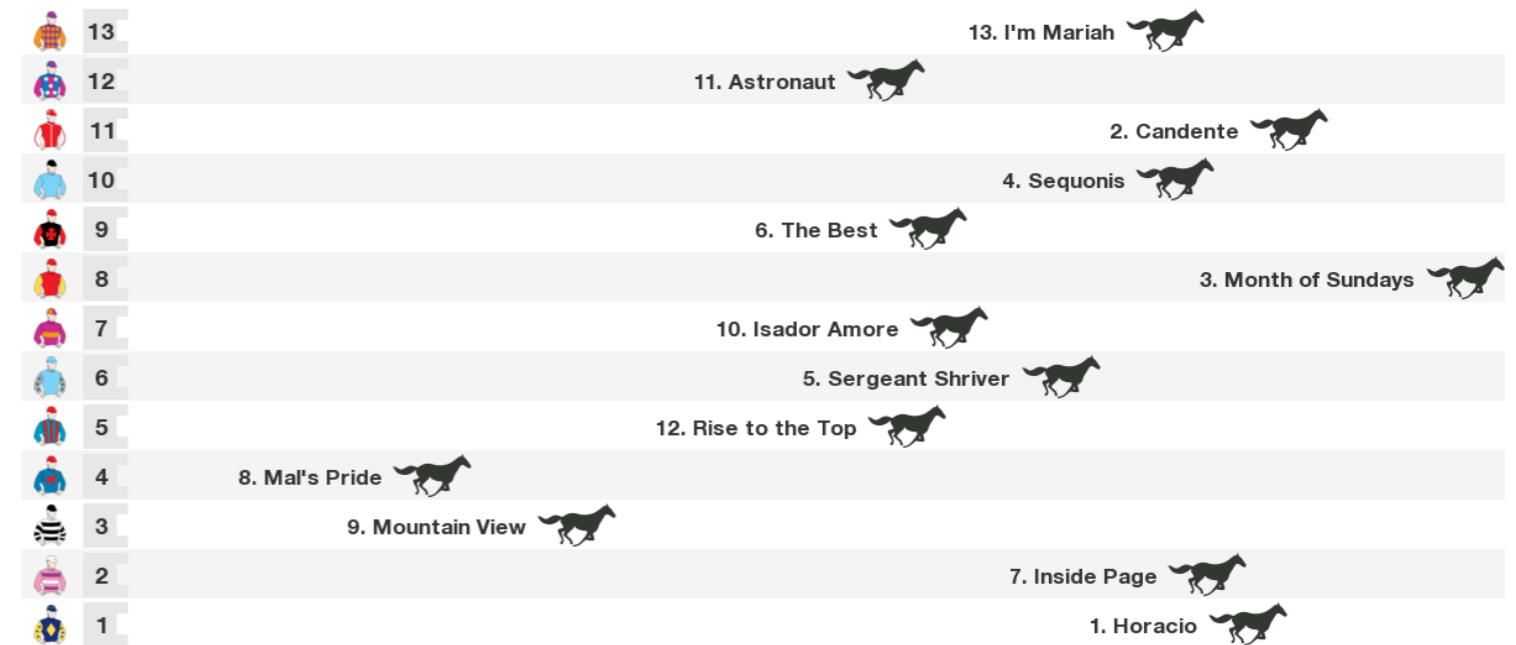 13 13. I'm Mariah
12 11. Astronaut
11 2. Candente
10 4. Sequonis
9 6. The Best
8 3. Month of Sundays
7 10. Isador Amore
6 5. Sergeant Shriver
5 12. Rise to the Top
4 8. Mal's Pride
3 9. Mountain View
2 7. Inside Page
1 1. Horacio